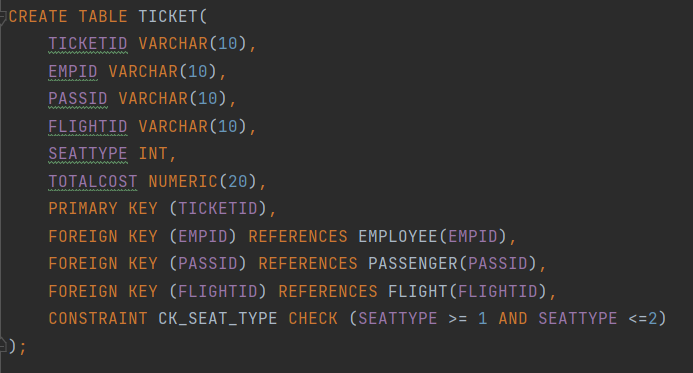 CREATE TABLE TICKET(
    TICKETID VARCHAR(10),
    EMPID VARCHAR(10),
    PASSID VARCHAR(10),
    FLIGHTID VARCHAR(10),
    SEATTYPE INT,
    TOTALCOST NUMERIC(20),
    PRIMARY KEY (TICKETID),
    FOREIGN KEY (EMPID) REFERENCES EMPLOYEE(EMPID),
    FOREIGN KEY (PASSID) REFERENCES PASSENGER(PASSID),
    FOREIGN KEY (FLIGHTID) REFERENCES FLIGHT(FLIGHTID),
    CONSTRAINT CK_SEAT_TYPE CHECK (SEATTYPE >= 1 AND SEATTYPE <=2)
);